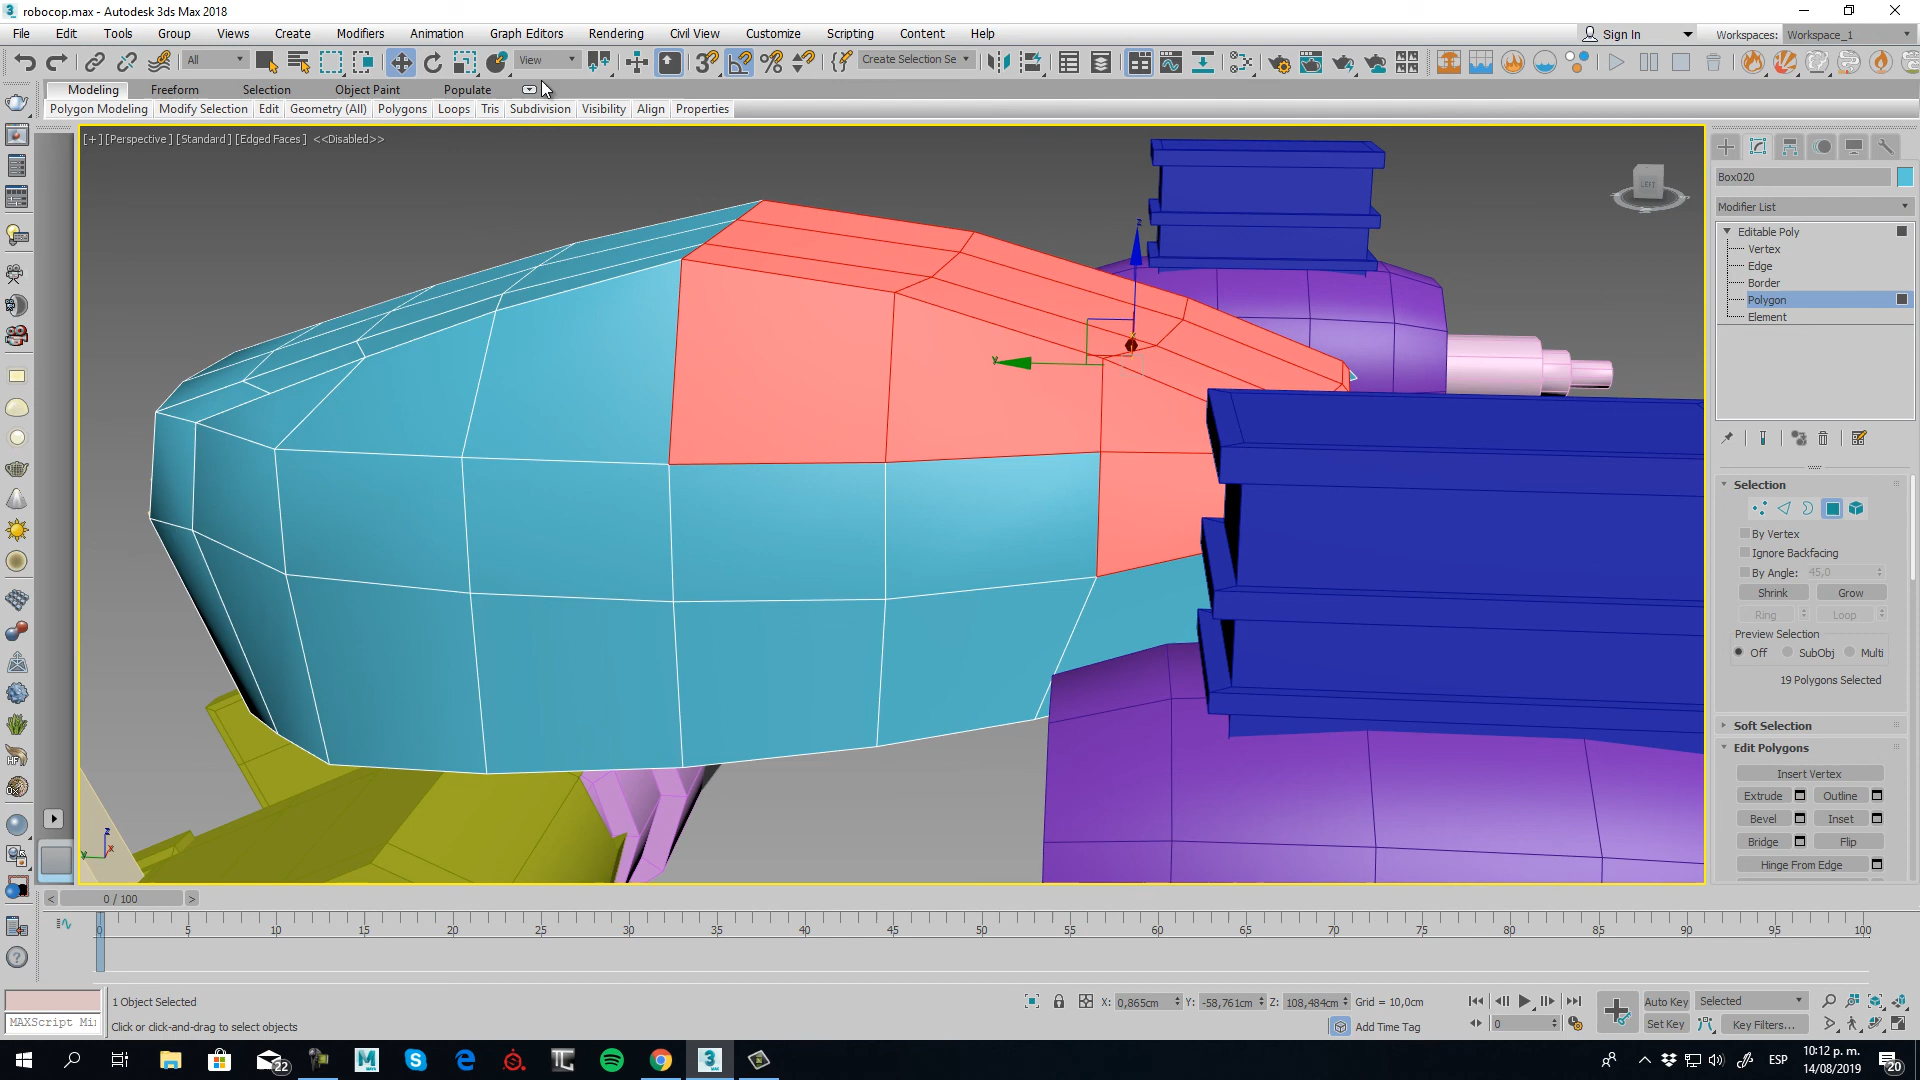 robocop.max - Autodesk 3ds Max 2018
File Edit Tools Group Views Create Modifiers Animation Graph Editors Rendering Civil View Customize Scripting Content Help
Sign In Workspaces: Workspace_1
All View Create Selection Se
Modeling Freeform Selection Object Paint Populate
Polygon Modeling Modify Selection Edit Geometry (All) Polygons Loops Tris Subdivision Visibility Align Properties
[+] [Perspective] [Standard] [Edged Faces] <<Disabled>>
LEFT
z
y
z
y x
Box020
Modifier List
Editable Poly
Vertex
Edge
Border
Polygon
Element
Selection
By Vertex
Ignore Backfacing
By Angle: 45,0
Shrink Grow
Ring Loop
Preview Selection
Off SubObj Multi
19 Polygons Selected
Soft Selection
Edit Polygons
Insert Vertex
Extrude Outline
Bevel Inset
Bridge Flip
Hinge From Edge
< 0 / 100 >
0 5 10 15 20 25 30 35 40 45 50 55 60 65 70 75 80 85 90 95 100
1 Object Selected
X: 0,865cm Y: -58,761cm Z: 108,484cm Grid = 10,0cm
Auto Key Selected
MAXScript Mi
Click or click-and-drag to select objects
Add Time Tag
0
Set Key Key Filters...
22
ESP
10:12 p. m.
14/08/2019
20